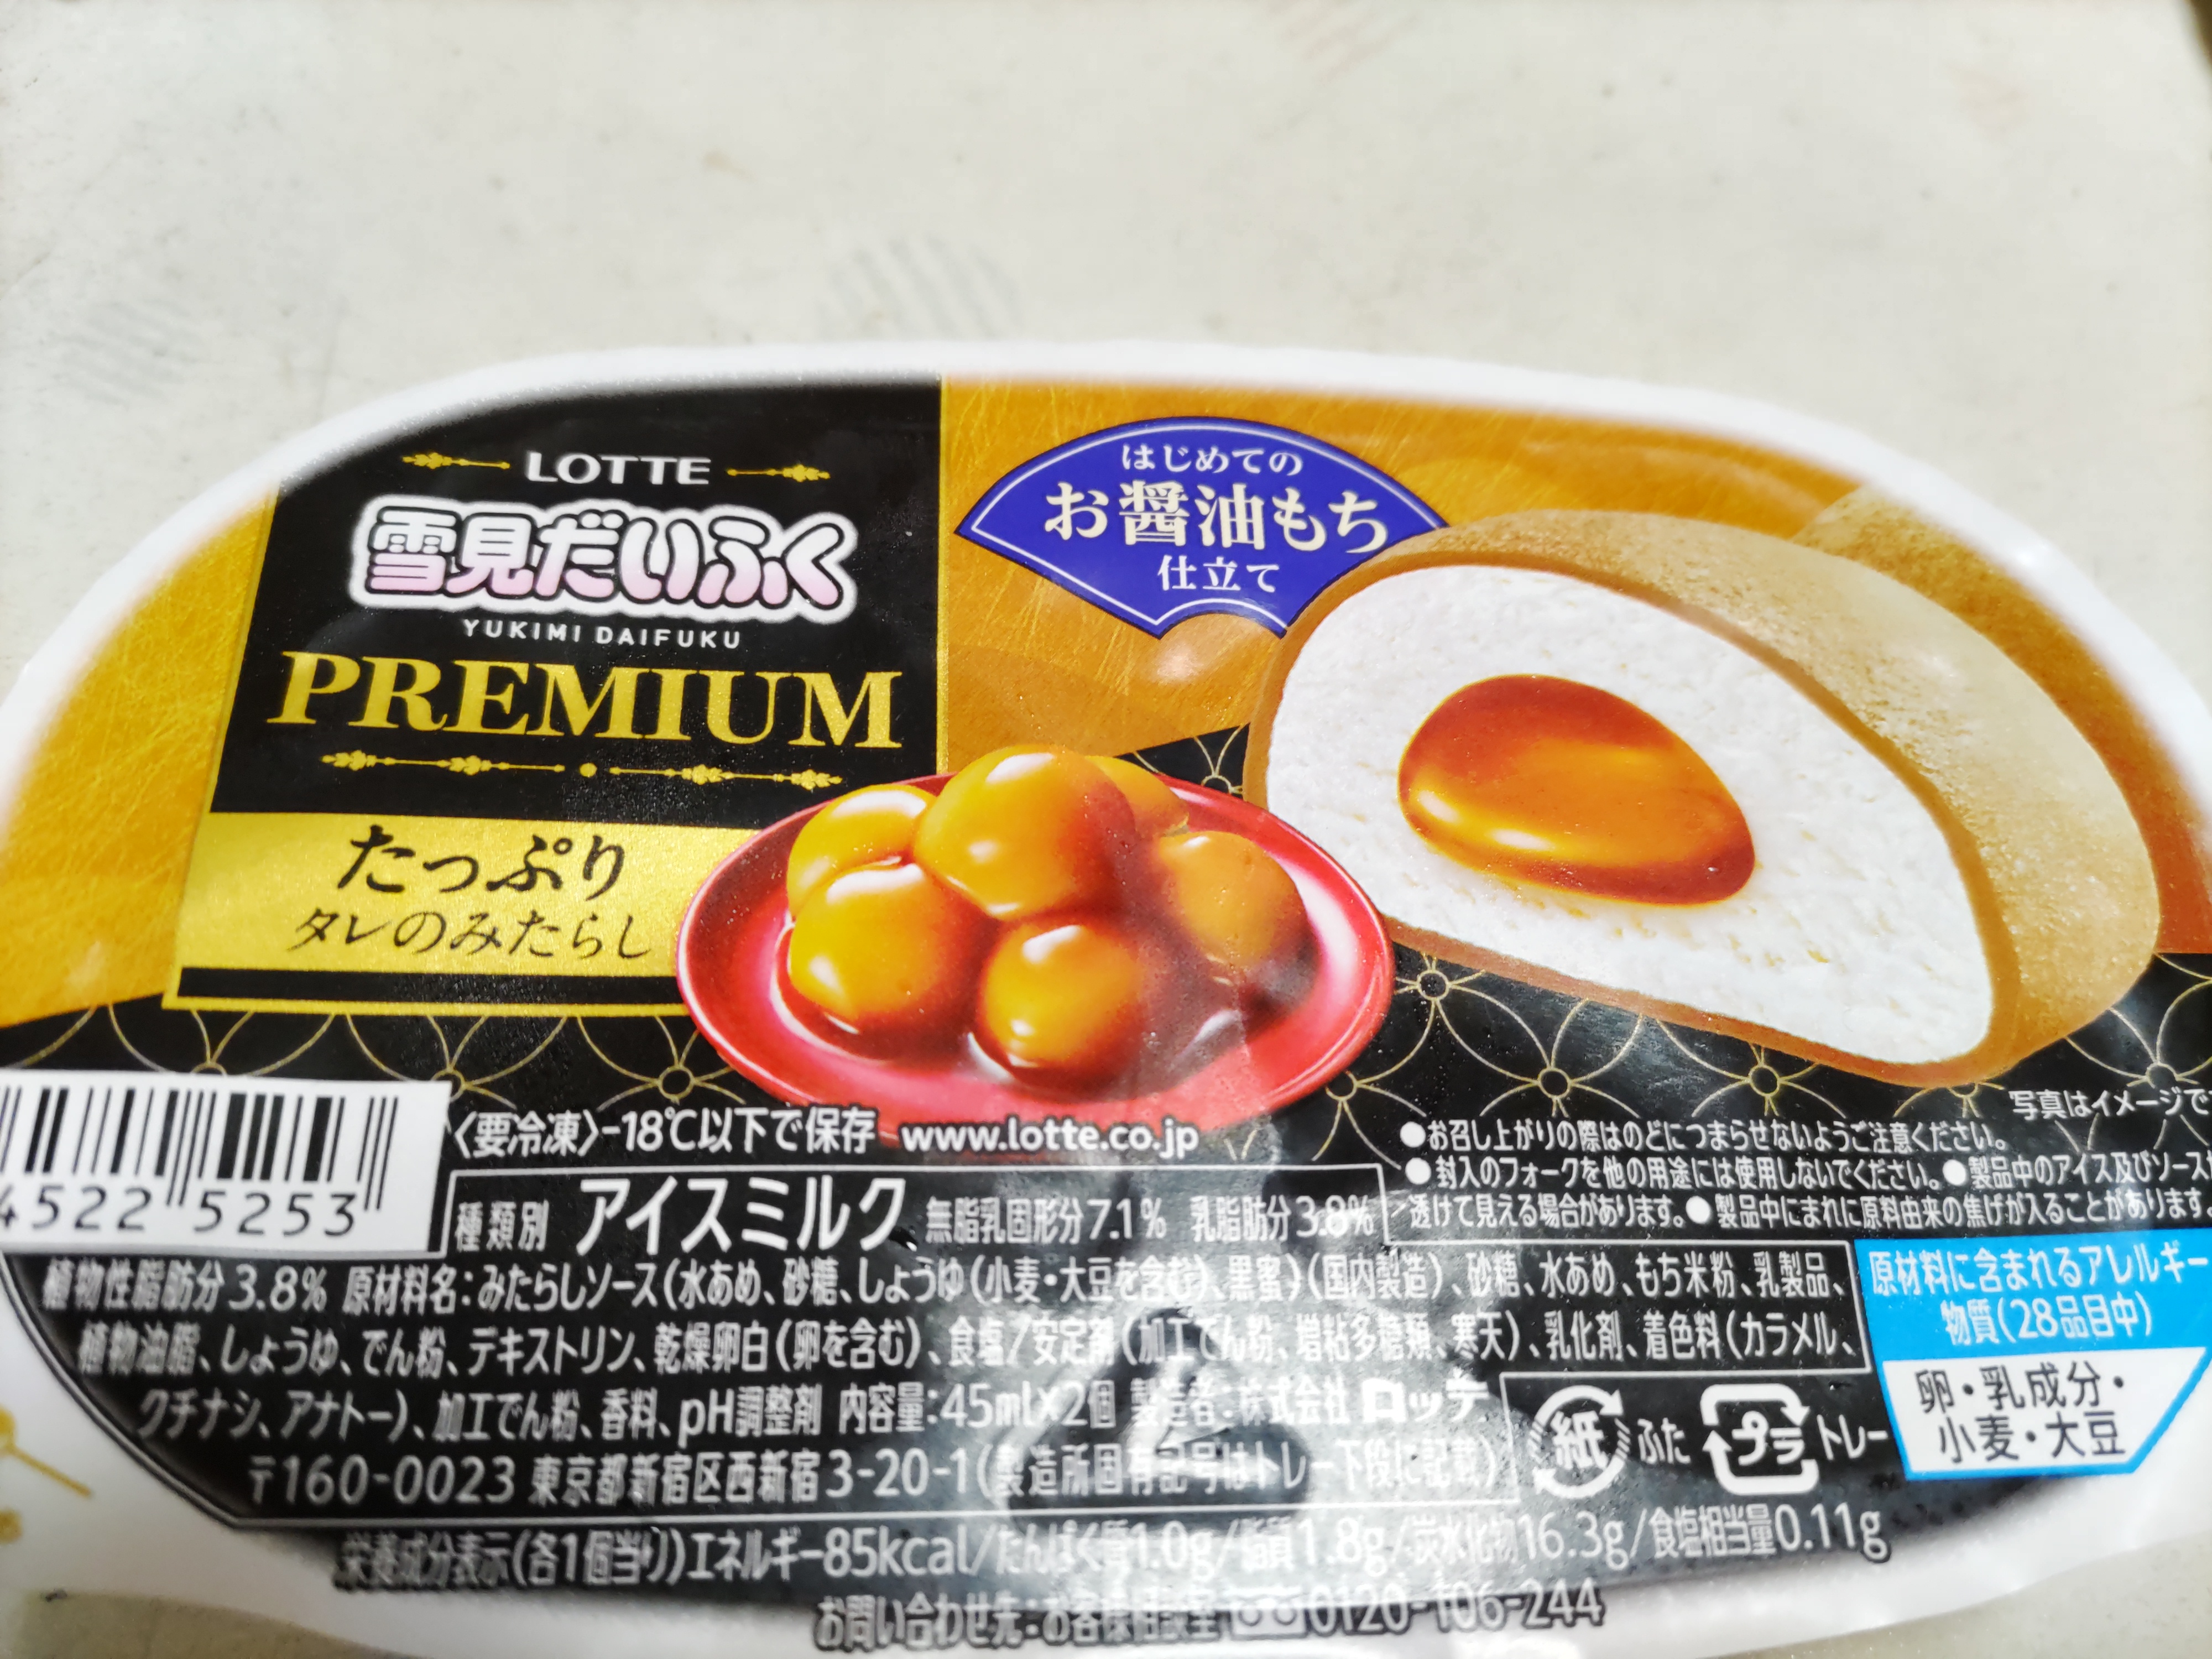 LOTTE
雪見だいふく
YUKIMI DAIFUKU
PREMIUM
たっぷり
タレのみたらし
はじめての
お醤油もち
仕立て
写真はイメージで
4522 5253
〈要冷凍〉-18℃以下で保存 www.lotte.co.jp
●お召し上がりの際はのどにつまらせないようご注意ください。
●封入のフォークを他の用途には使用しないでください。●製品中のアイス及びソースが
透けて見える場合があります。●製品中にまれに原料由来の焦げが入ることがあります。
種類別 アイスミルク 無脂乳固形分7.1% 乳脂肪分3.8%
植物性脂肪分3.8% 原材料名:みたらしソース(水あめ、砂糖、しょうゆ(小麦・大豆を含む)、黒蜜)(国内製造)、砂糖、水あめ、もち米粉、乳製品、
植物油脂、しょうゆ、でん粉、デキストリン、乾燥卵白(卵を含む)、食塩/安定剤(加工でん粉、増粘多糖類、寒天)、乳化剤、着色料(カラメル、
クチナシ、アナトー)、加工でん粉、香料、pH調整剤 内容量:45ml×2個 製造者:株式会社 ロッテ
〒160-0023 東京都新宿区西新宿3-20-1(製造所固有記号はトレー下段に記載)
紙 ふた プラ トレー
原材料に含まれるアレルギー
物質(28品目中)
卵・乳成分・
小麦・大豆
栄養成分表示(各1個当り)エネルギー85kcal/たんぱく質1.0g/脂質1.8g/炭水化物16.3g/食塩相当量0.11g
お問い合わせ先:お客様相談室 0120-106-244